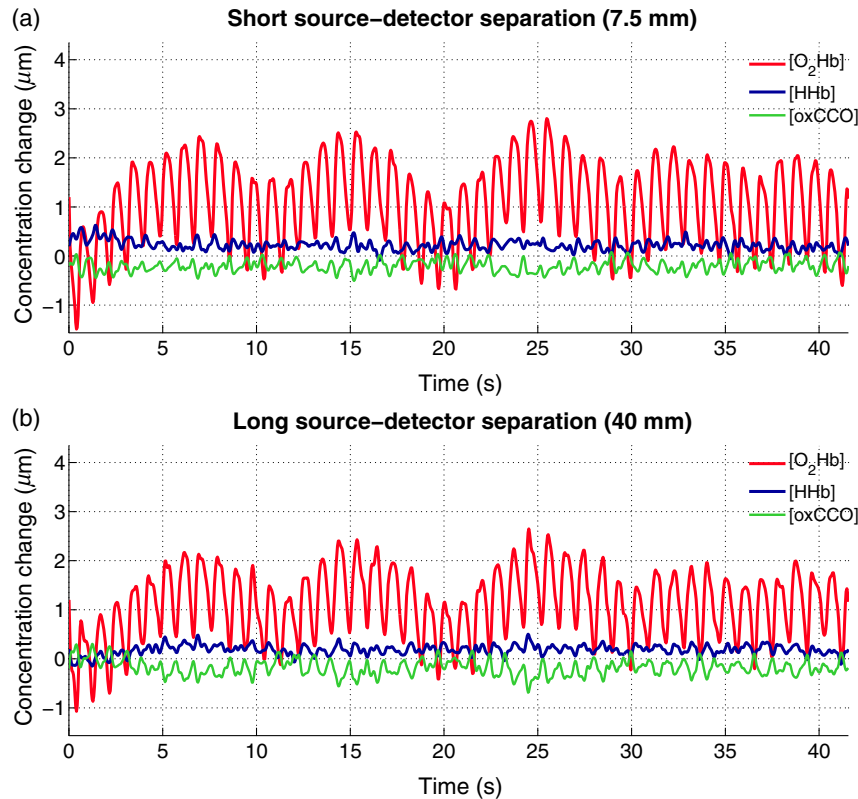 (a)
Short source−detector separation (7.5 mm)
Concentration change (μm)
4
3
2
1
0
−1
[O2Hb]
[HHb]
[oxCCO]
0 5 10 15 20 25 30 35 40
Time (s)
(b)
Long source−detector separation (40 mm)
Concentration change (μm)
4
3
2
1
0
−1
[O2Hb]
[HHb]
[oxCCO]
0 5 10 15 20 25 30 35 40
Time (s)